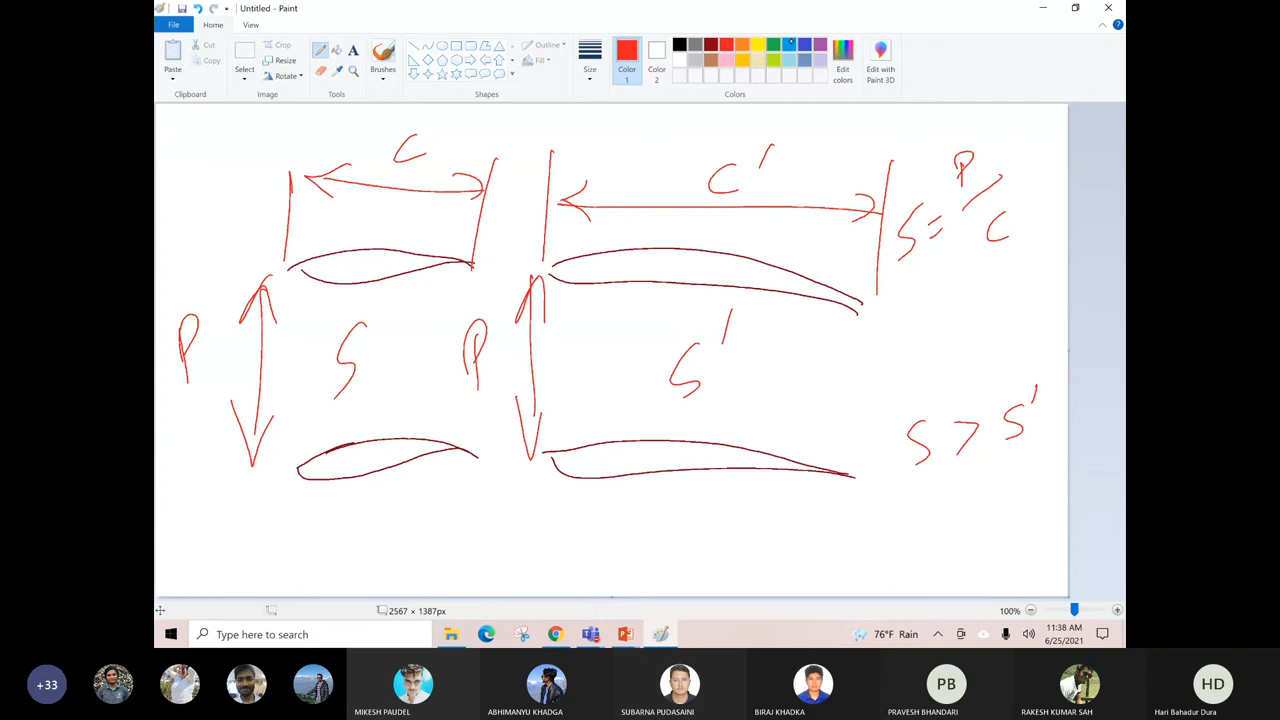 Untitled - Paint
File Home View
Cut
Copy
Paste
Clipboard
Crop
Resize
Rotate
Select
Image
Tools
Brushes
Outline
Fill
Shapes
Size
Color 1
Color 2
Edit colors
Colors
Edit with Paint 3D
C
C'
S = P/C
P
S
P
S'
S > S'
2567 × 1387px
100%
Type here to search
76°F Rain
11:38 AM
6/25/2021
+33
MIKESH PAUDEL
ABHIMANYU KHADGA
SUBARNA PUDASAINI
BIRAJ KHADKA
PB
PRAVESH BHANDARI
RAKESH KUMAR SAH
HD
Hari Bahadur Dura